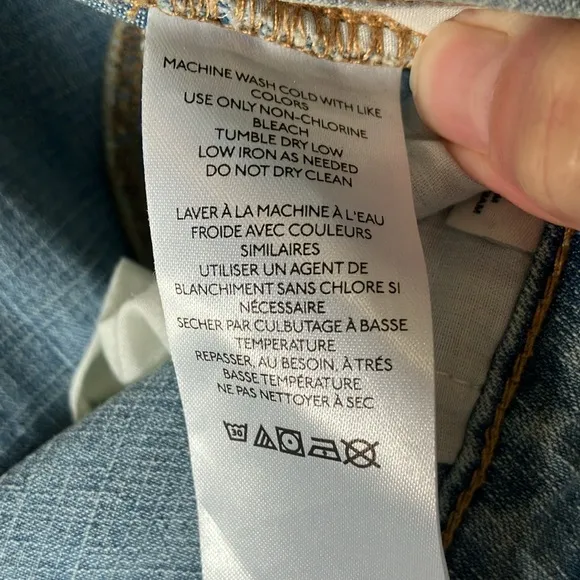 MACHINE WASH COLD WITH LIKE
COLORS
USE ONLY NON-CHLORINE
BLEACH
TUMBLE DRY LOW
LOW IRON AS NEEDED
DO NOT DRY CLEAN
LAVER À LA MACHINE À L'EAU
FROIDE AVEC COULEURS
SIMILAIRES
UTILISER UN AGENT DE
BLANCHIMENT SANS CHLORE SI
NÉCESSAIRE
SECHER PAR CULBUTAGE À BASSE
TEMPERATURE
REPASSER, AU BESOIN, À TRÉS
BASSE TEMPÉRATURE
NE PAS NETTOYER À SEC
30